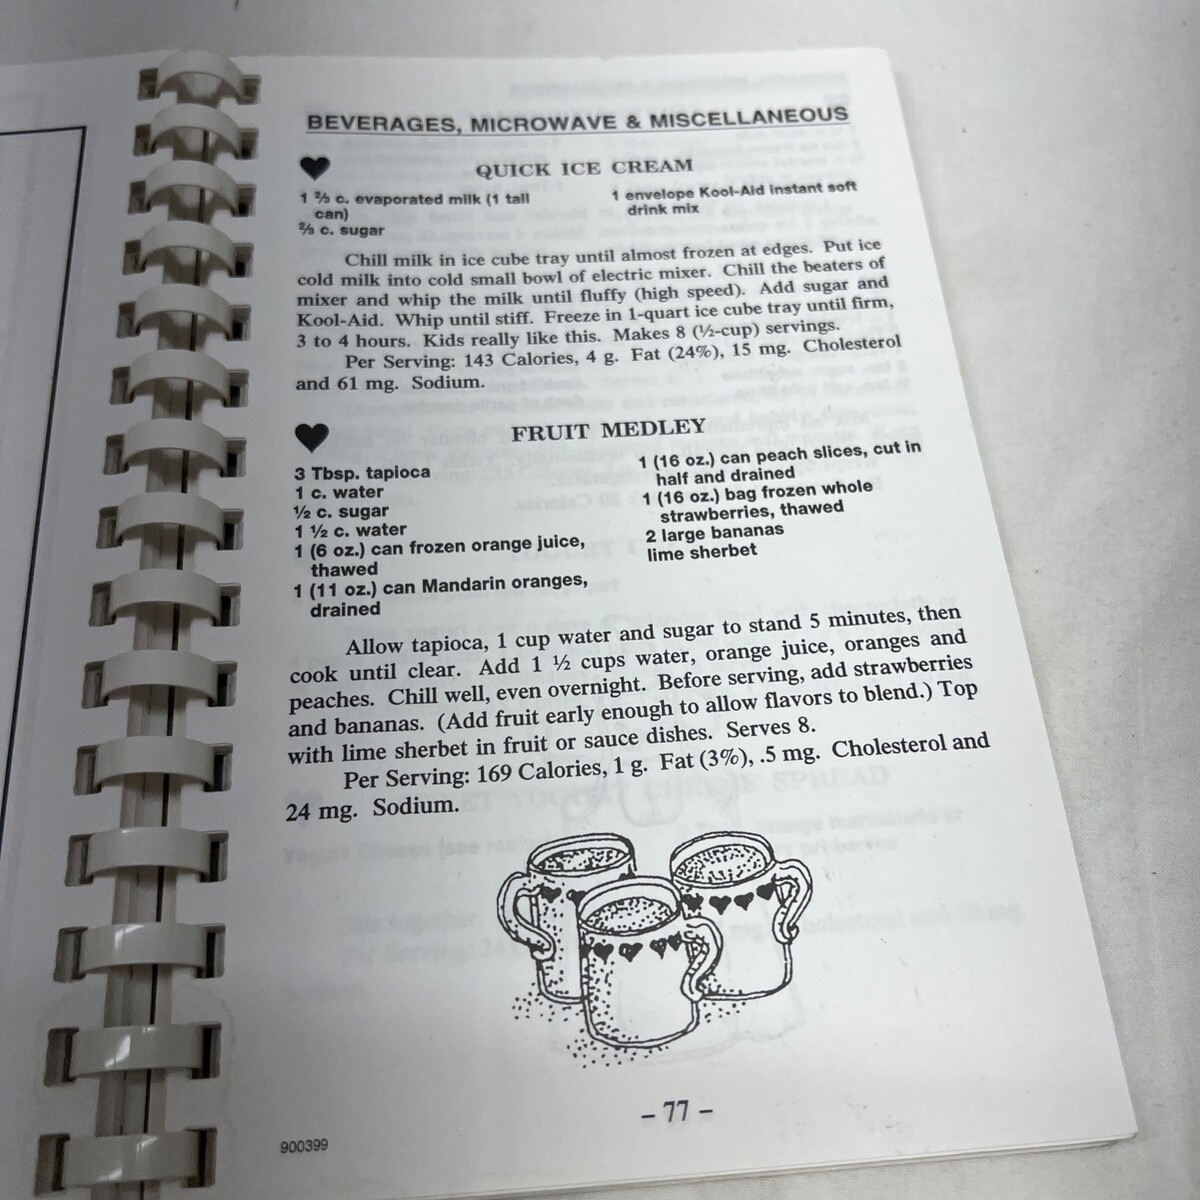 BEVERAGES, MICROWAVE & MISCELLANEOUS
QUICK ICE CREAM
1 ⅔ c. evaporated milk (1 tall
can)
⅔ c. sugar
1 envelope Kool-Aid instant soft
drink mix
Chill milk in ice cube tray until almost frozen at edges. Put ice
cold milk into cold small bowl of electric mixer. Chill the beaters of
mixer and whip the milk until fluffy (high speed). Add sugar and
Kool-Aid. Whip until stiff. Freeze in 1-quart ice cube tray until firm,
3 to 4 hours. Kids really like this. Makes 8 (½-cup) servings.
Per Serving: 143 Calories, 4 g. Fat (24%), 15 mg. Cholesterol
and 61 mg. Sodium.
FRUIT MEDLEY
3 Tbsp. tapioca
1 c. water
½ c. sugar
1 ½ c. water
1 (6 oz.) can frozen orange juice,
thawed
1 (11 oz.) can Mandarin oranges,
drained
1 (16 oz.) can peach slices, cut in
half and drained
1 (16 oz.) bag frozen whole
strawberries, thawed
2 large bananas
lime sherbet
Allow tapioca, 1 cup water and sugar to stand 5 minutes, then
cook until clear. Add 1 ½ cups water, orange juice, oranges and
peaches. Chill well, even overnight. Before serving, add strawberries
and bananas. (Add fruit early enough to allow flavors to blend.) Top
with lime sherbet in fruit or sauce dishes. Serves 8.
Per Serving: 169 Calories, 1 g. Fat (3%), .5 mg. Cholesterol and
24 mg. Sodium.
- 77 -
900399